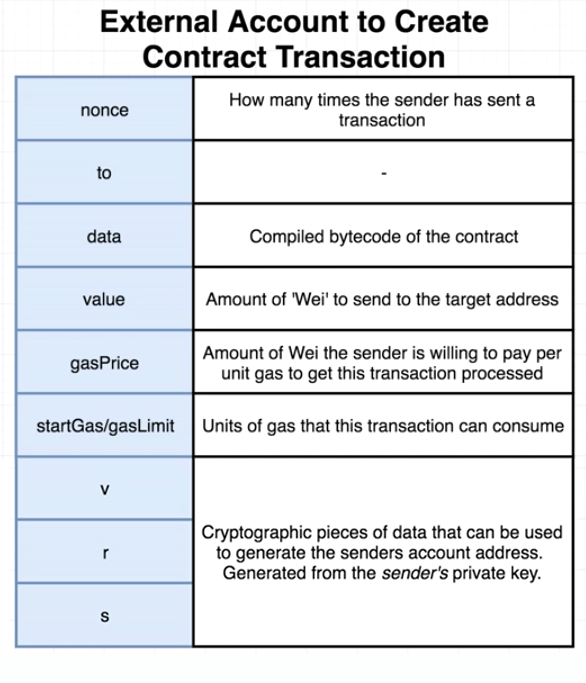 External Account to Create
Contract Transaction
nonce
How many times the sender has sent a
transaction
to
-
data
Compiled bytecode of the contract
value
Amount of 'Wei' to send to the target address
gasPrice
Amount of Wei the sender is willing to pay per
unit gas to get this transaction processed
startGas/gasLimit
Units of gas that this transaction can consume
v
r
s
Cryptographic pieces of data that can be used
to generate the senders account address.
Generated from the sender's private key.